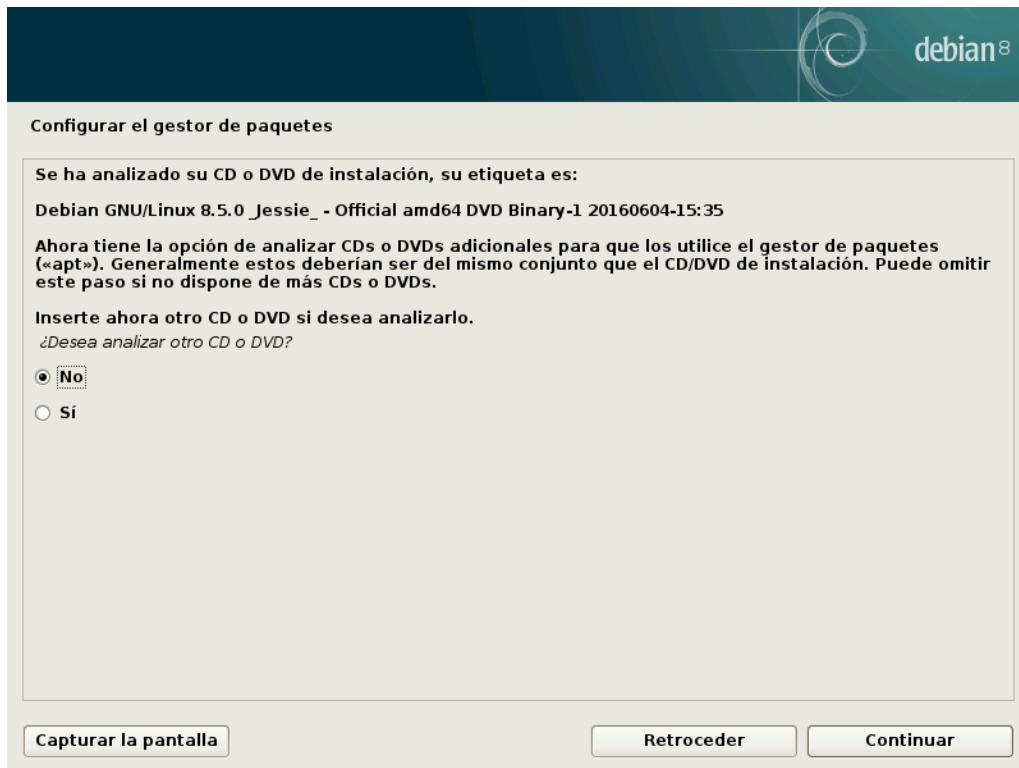 debian 8
Configurar el gestor de paquetes
Se ha analizado su CD o DVD de instalación, su etiqueta es:
Debian GNU/Linux 8.5.0 _Jessie_ - Official amd64 DVD Binary-1 20160604-15:35
Ahora tiene la opción de analizar CDs o DVDs adicionales para que los utilice el gestor de paquetes
(«apt»). Generalmente estos deberían ser del mismo conjunto que el CD/DVD de instalación. Puede omitir
este paso si no dispone de más CDs o DVDs.
Inserte ahora otro CD o DVD si desea analizarlo.
¿Desea analizar otro CD o DVD?
No
Sí
Capturar la pantalla
Retroceder
Continuar